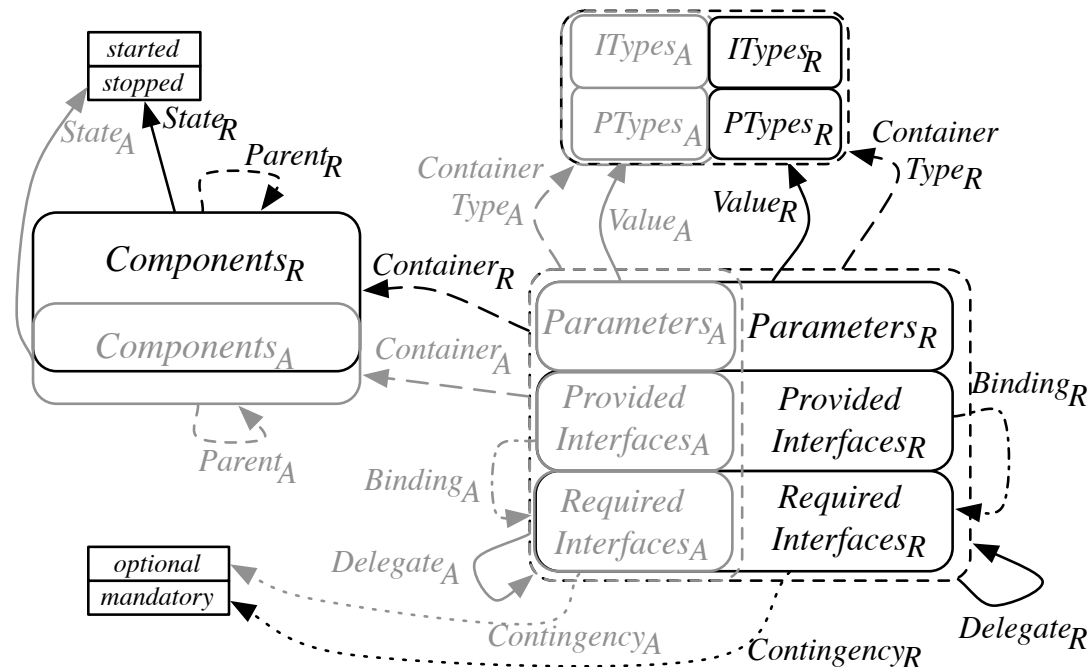 started
stopped
State_A
State_R
Parent_R
Components_R
Components_A
Parent_A
ITypes_A
ITypes_R
PTypes_A
PTypes_R
Container
Type_A
Value_A
Value_R
Container
Type_R
Container_R
Container_A
Parameters_A
Parameters_R
Provided
Interfaces_A
Provided
Interfaces_R
Binding_R
Binding_A
Required
Interfaces_A
Required
Interfaces_R
Delegate_A
Delegate_R
optional
mandatory
Contingency_A
Contingency_R